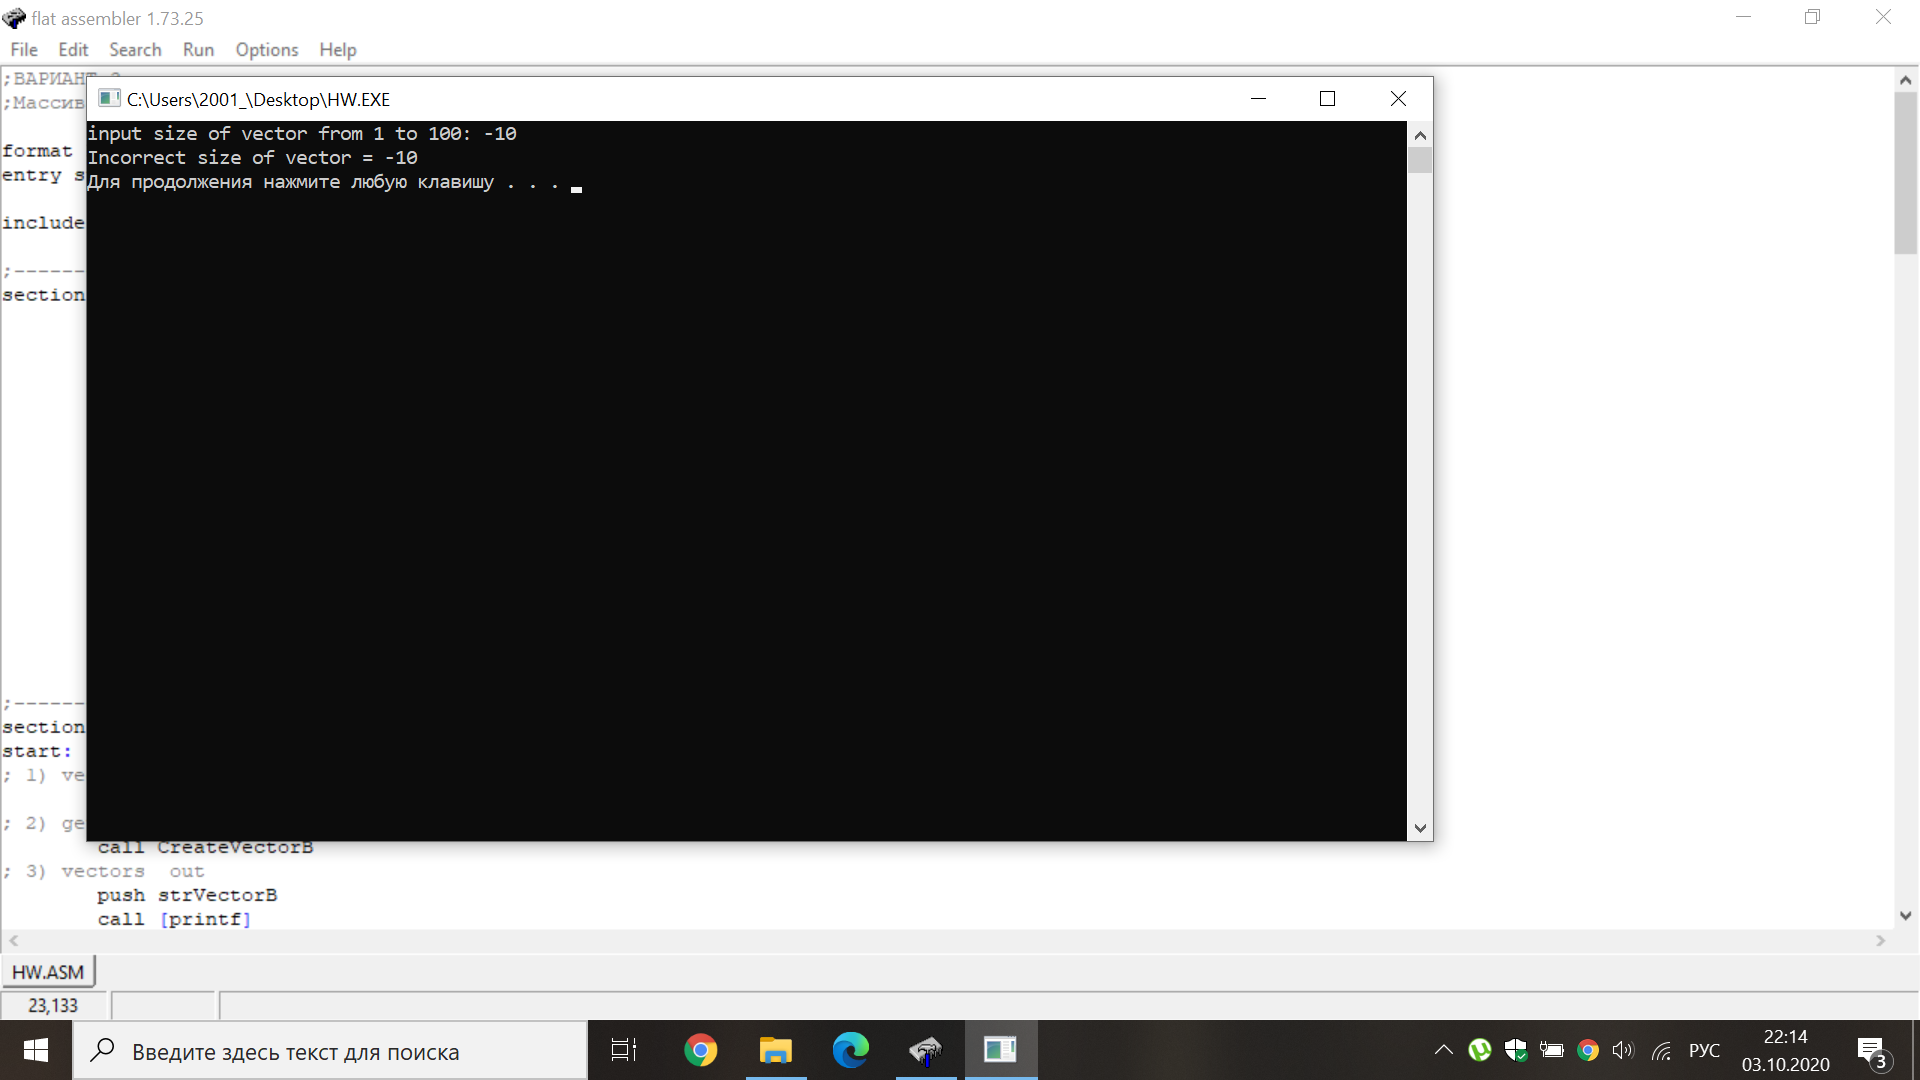 flat assembler 1.73.25
File Edit Search Run Options Help
;ВАРИАНТ 2
;Массив
C:\Users\2001_\Desktop\HW.EXE
input size of vector from 1 to 100: -10
Incorrect size of vector = -10
Для продолжения нажмите любую клавишу . . .
format
entry s
include
;------
section
;------
section
start:
; 1) ve
; 2) ge
call CreateVectorB
; 3) vectors out
push strVectorB
call [printf]
HW.ASM
23,133
Введите здесь текст для поиска
РУС
22:14
03.10.2020
3